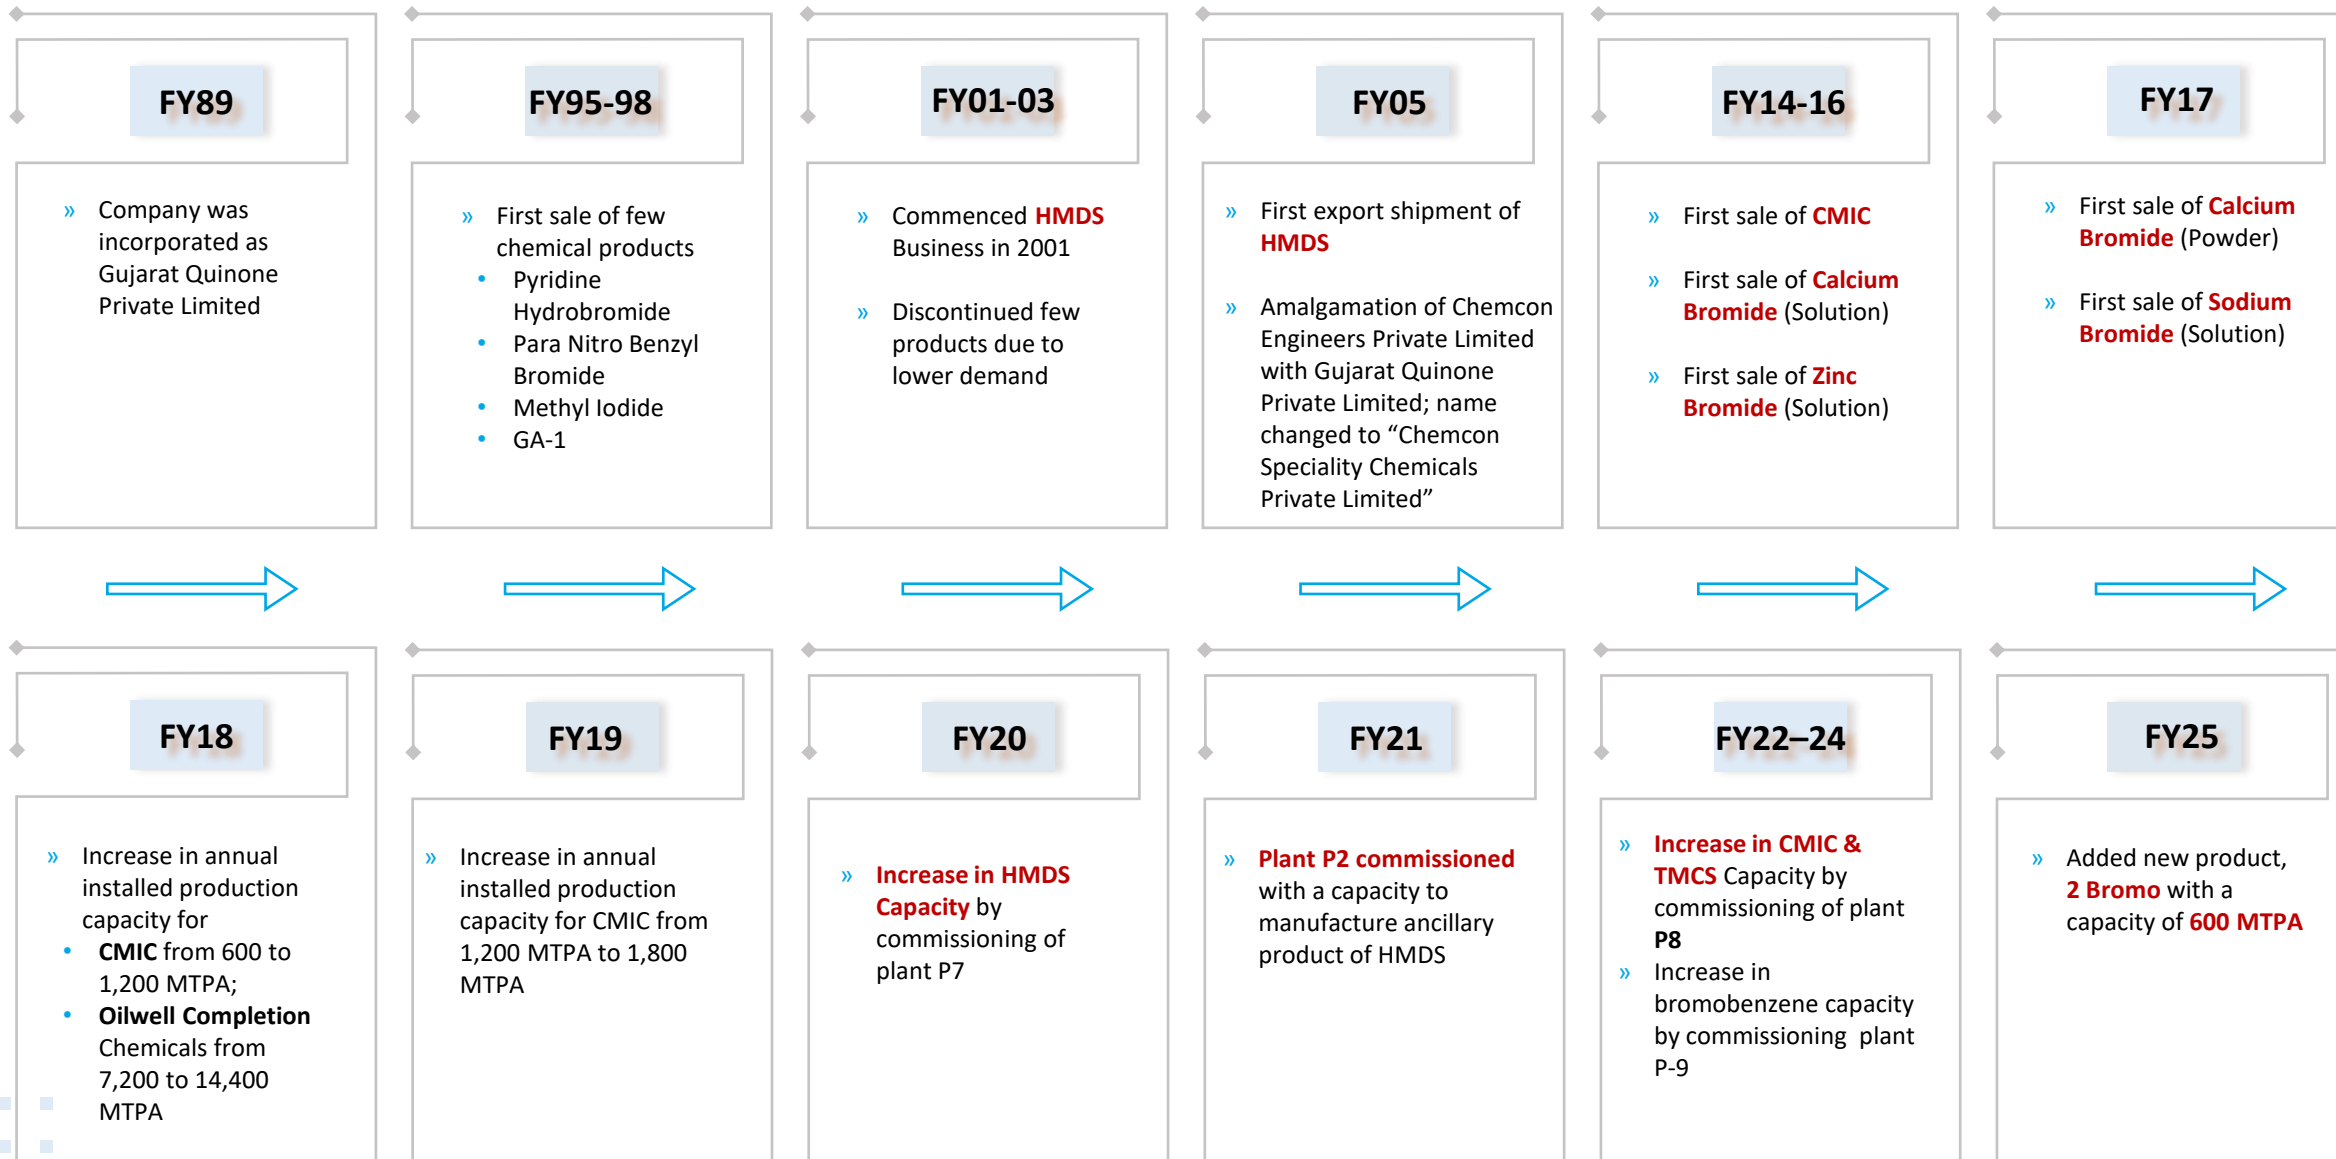 FY89
» Company was
incorporated as
Gujarat Quinone
Private Limited
FY95-98
» First sale of few
chemical products
• Pyridine
Hydrobromide
• Para Nitro Benzyl
Bromide
• Methyl Iodide
• GA-1
FY01-03
» Commenced HMDS
Business in 2001
» Discontinued few
products due to
lower demand
FY05
» First export shipment of
HMDS
» Amalgamation of Chemcon
Engineers Private Limited
with Gujarat Quinone
Private Limited; name
changed to “Chemcon
Speciality Chemicals
Private Limited”
FY14-16
» First sale of CMIC
» First sale of Calcium
Bromide (Solution)
» First sale of Zinc
Bromide (Solution)
FY17
» First sale of Calcium
Bromide (Powder)
» First sale of Sodium
Bromide (Solution)
FY18
» Increase in annual
installed production
capacity for
• CMIC from 600 to
1,200 MTPA;
• Oilwell Completion
Chemicals from
7,200 to 14,400
MTPA
FY19
» Increase in annual
installed production
capacity for CMIC from
1,200 MTPA to 1,800
MTPA
FY20
» Increase in HMDS
Capacity by
commissioning of
plant P7
FY21
» Plant P2 commissioned
with a capacity to
manufacture ancillary
product of HMDS
FY22–24
» Increase in CMIC &
TMCS Capacity by
commissioning of plant
P8
» Increase in
bromobenzene capacity
by commissioning plant
P-9
FY25
» Added new product,
2 Bromo with a
capacity of 600 MTPA